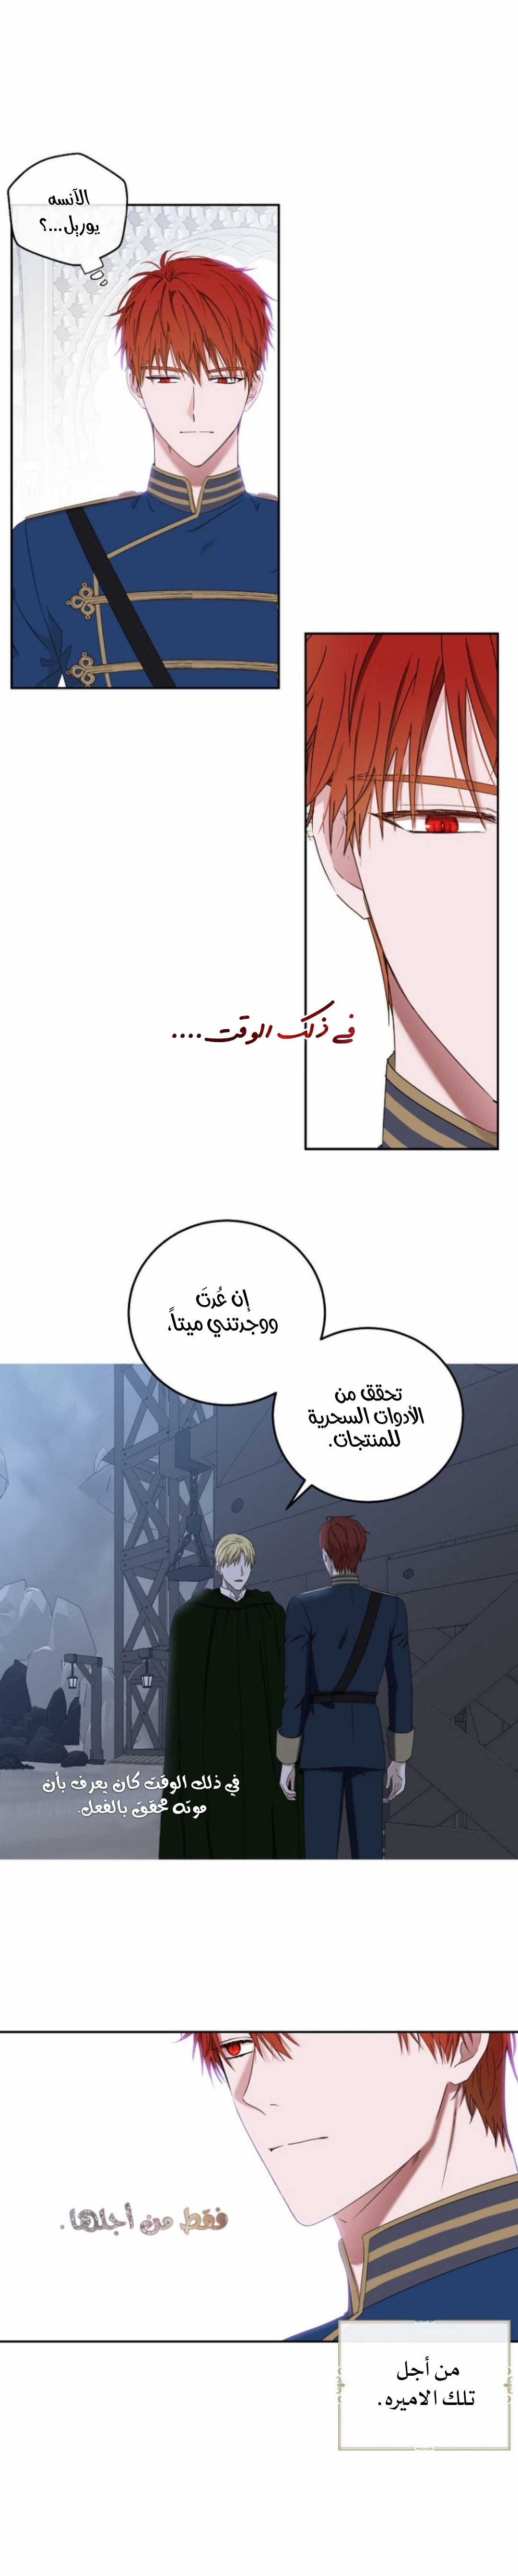 الآنسه
يوريل...؟
في ذلك الوقت....
إن عُدتَ
ووجدتني ميتاً،
تحقق من
الأدوات السحرية
للمنتجات.
في ذلك الوقت كان يعرف بأن
موته محقق بالفعل.
فقط من أجلها.
من أجل
تلك الاميره.